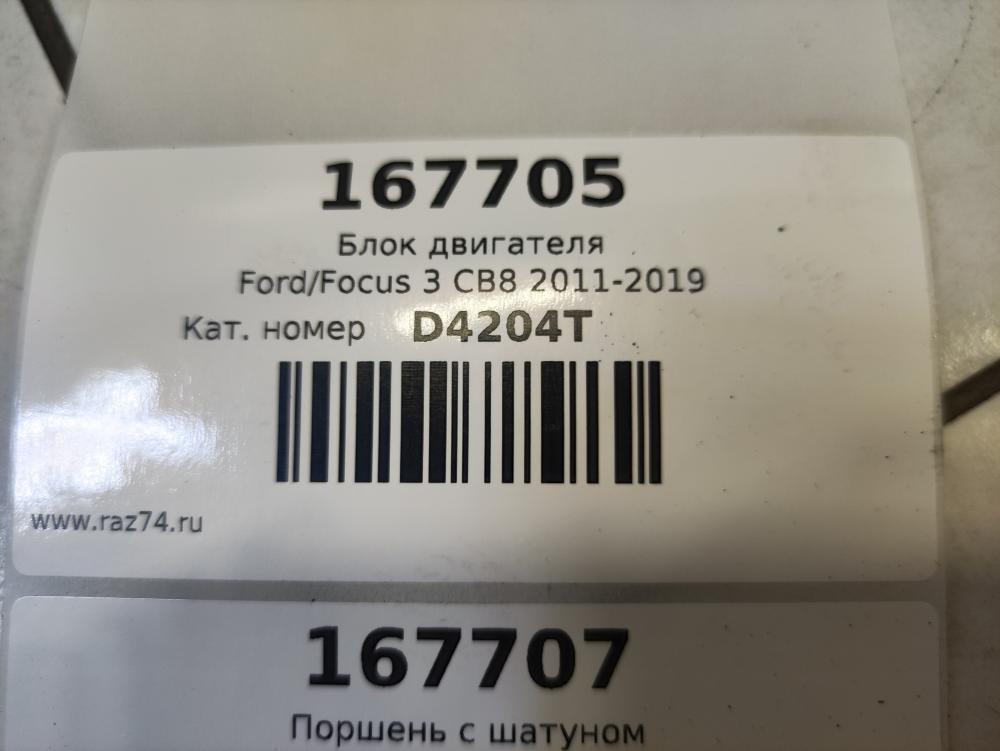 167705
Блок двигателя
Ford/Focus 3 CB8 2011-2019
Кат. номер D4204T
www.raz74.ru
167707
Поршень с шатуном